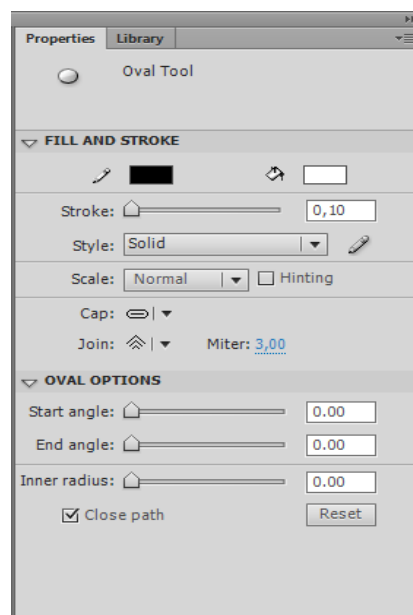 Properties Library
Oval Tool
FILL AND STROKE
Stroke: 0,10
Style: Solid
Scale: Normal Hinting
Cap:
Join: Miter: 3,00
OVAL OPTIONS
Start angle: 0.00
End angle: 0.00
Inner radius: 0.00
Close path Reset